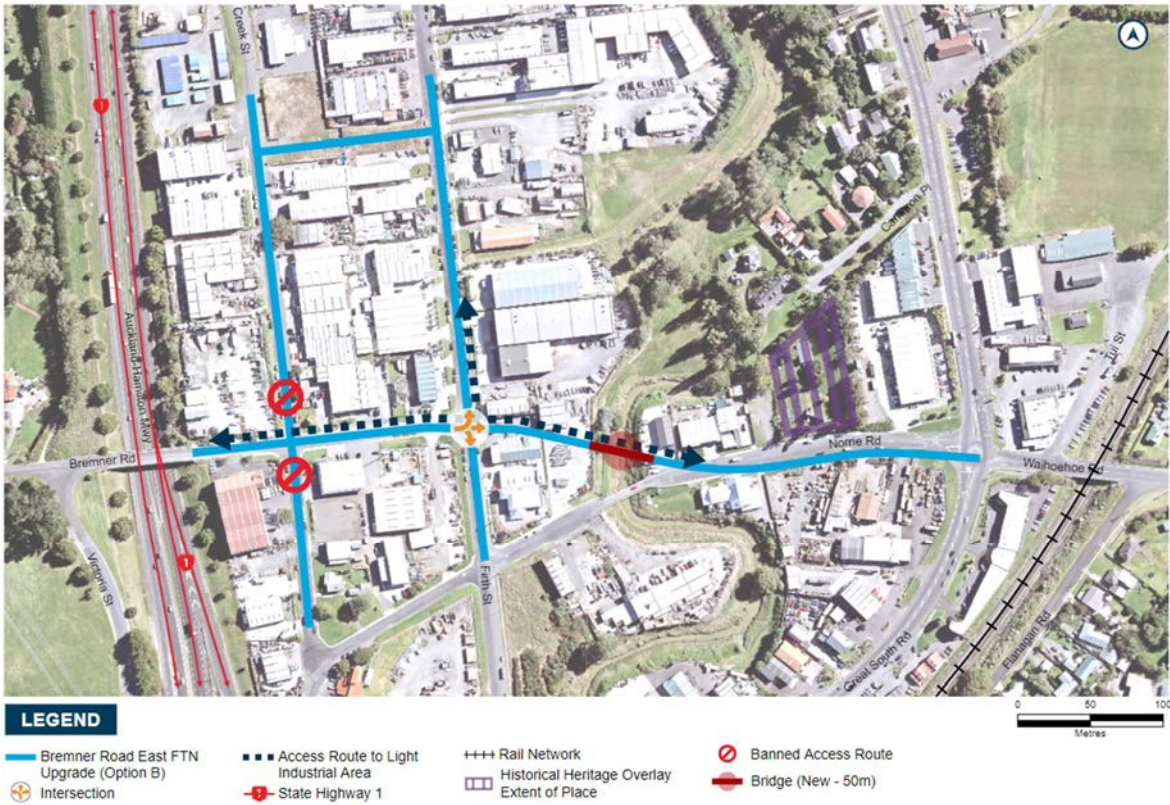 Creek St
1
Cameron Pl
Auckland-Hamilton Mwy
Tui St
Bremner Rd
Norrie Rd
Waihoehoe Rd
Victoria St
1
Firth St
Great South Rd
Flanagan Rd
LEGEND
0 50 100
Metres
Bremner Road East FTN
Upgrade (Option B)
Intersection
Access Route to Light
Industrial Area
1 State Highway 1
Rail Network
Historical Heritage Overlay
Extent of Place
Banned Access Route
Bridge (New - 50m)